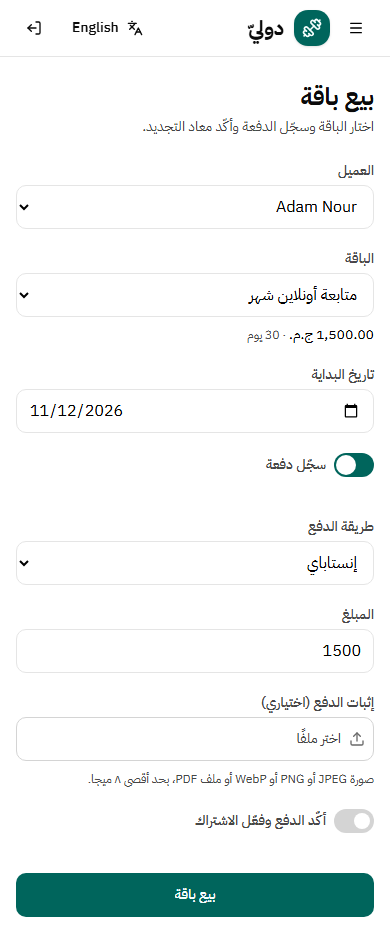 دوليّ
English
بيع باقة
اختار الباقة وسجّل الدفعة وأكّد معاد التجديد.
العميل
Adam Nour
الباقة
متابعة أونلاين شهر
1,500.00 ج.م. · 30 يوم
تاريخ البداية
11/12/2026
سجّل دفعة
طريقة الدفع
إنستاباي
المبلغ
1500
إثبات الدفع (اختياري)
اختر ملفًا
صورة JPEG أو PNG أو WebP أو ملف PDF، بحد أقصى ٨ ميجا.
أكّد الدفع وفعّل الاشتراك
بيع باقة